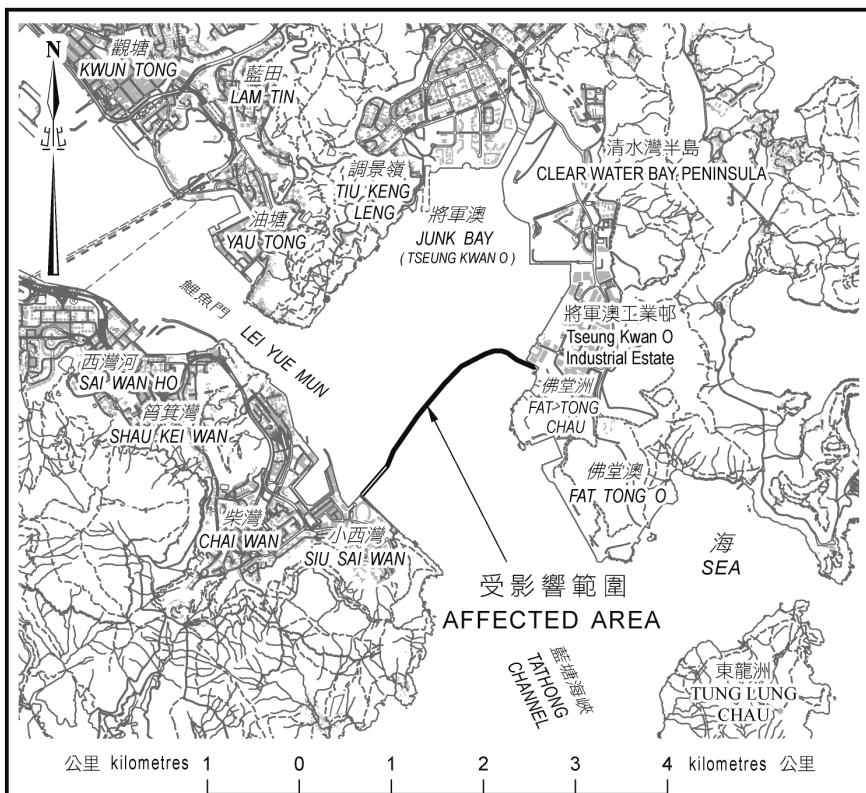 觀塘
KWUN TONG
N
北
藍田
LAM TIN
清水灣半島
CLEAR WATER BAY PENINSULA
調景嶺
TIU KENG
LENG
將軍澳
JUNK BAY
( TSEUNG KWAN O )
油塘
YAU TONG
鯉魚門
LEI YUE MUN
將軍澳工業邨
Tseung Kwan O
Industrial Estate
西灣河
SAI WAN HO
筲箕灣
SHAU KEI WAN
佛堂洲
FAT TONG
CHAU
佛堂澳
FAT TONG O
柴灣
CHAI WAN
小西灣
SIU SAI WAN
海
SEA
受影響範圍
AFFECTED AREA
藍塘海峽
TATHONG
CHANNEL
東龍洲
TUNG LUNG
CHAU
公里 kilometres 1 0 1 2 3 4 kilometres 公里